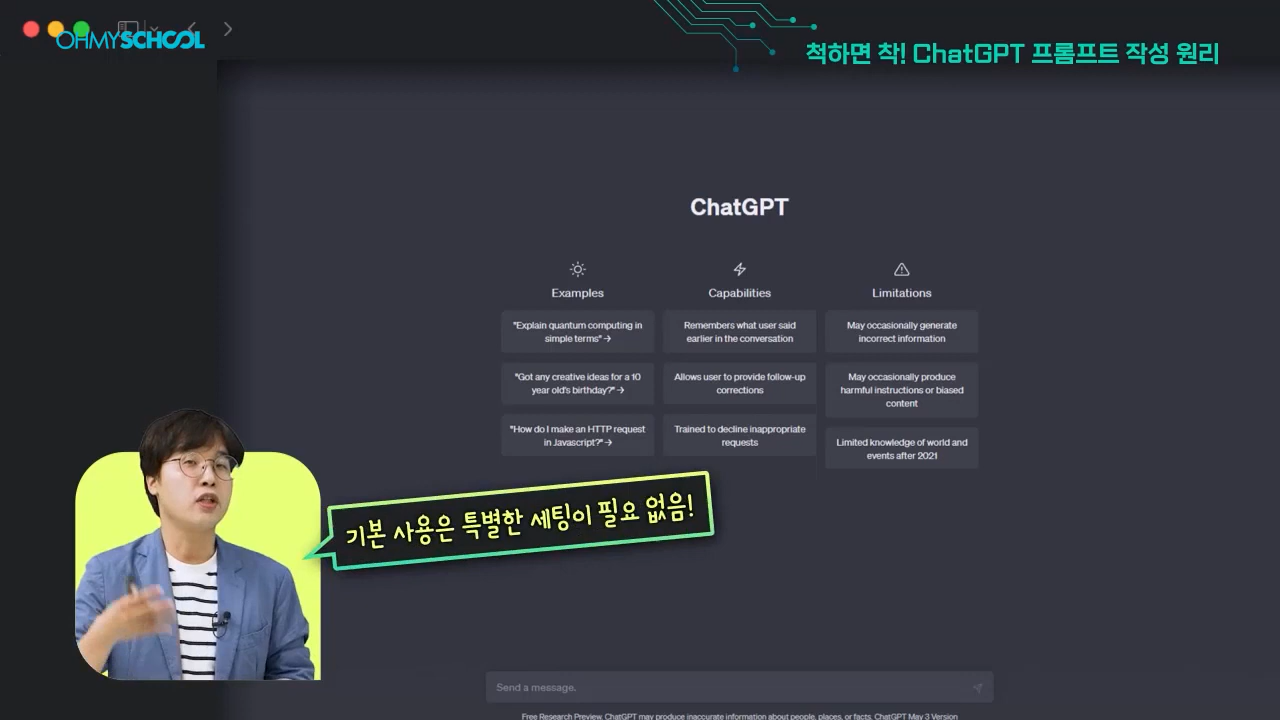 OHMYSCHOOL
척하면 착! ChatGPT 프롬프트 작성 원리
ChatGPT
Examples
"Explain quantum computing in
simple terms" →
"Got any creative ideas for a 10
year old's birthday?" →
"How do I make an HTTP request
in Javascript?" →
Capabilities
Remembers what user said
earlier in the conversation
Allows user to provide follow-up
corrections
Trained to decline inappropriate
requests
Limitations
May occasionally generate
incorrect information
May occasionally produce
harmful instructions or biased
content
Limited knowledge of world and
events after 2021
기본 사용은 특별한 세팅이 필요 없음!
Send a message.
Free Research Preview. ChatGPT may produce inaccurate information about people, places, or facts. ChatGPT May 3 Version